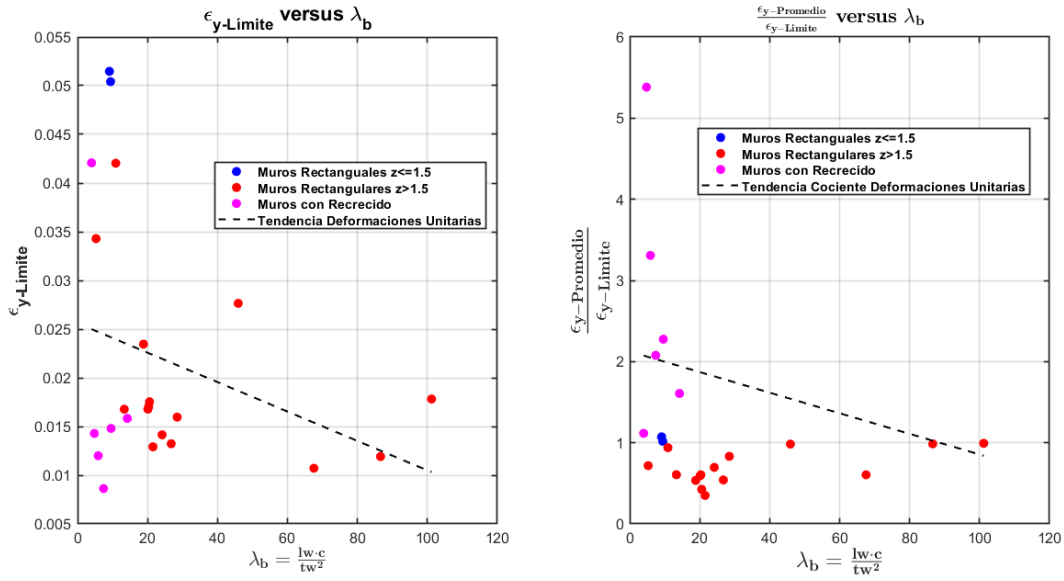 ϵy-Límite versus λb
0.055
0.05
0.045
0.04
0.035
0.03
0.025
0.02
0.015
0.01
0.005
ϵy-Límite
Muros Rectanguales z<=1.5
Muros Rectangulares z>1.5
Muros con Recrecido
Tendencia Deformaciones Unitarias
0 20 40 60 80 100 120
λb = lw·c/tw²
ϵy−Promedio/ϵy−Limite versus λb
6
5
4
3
2
1
0
ϵy−Promedio/ϵy−Limite
Muros Rectanguales z<=1.5
Muros Rectangulares z>1.5
Muros con Recrecido
Tendencia Cociente Deformaciones Unitarias
0 20 40 60 80 100 120
λb = lw·c/tw²